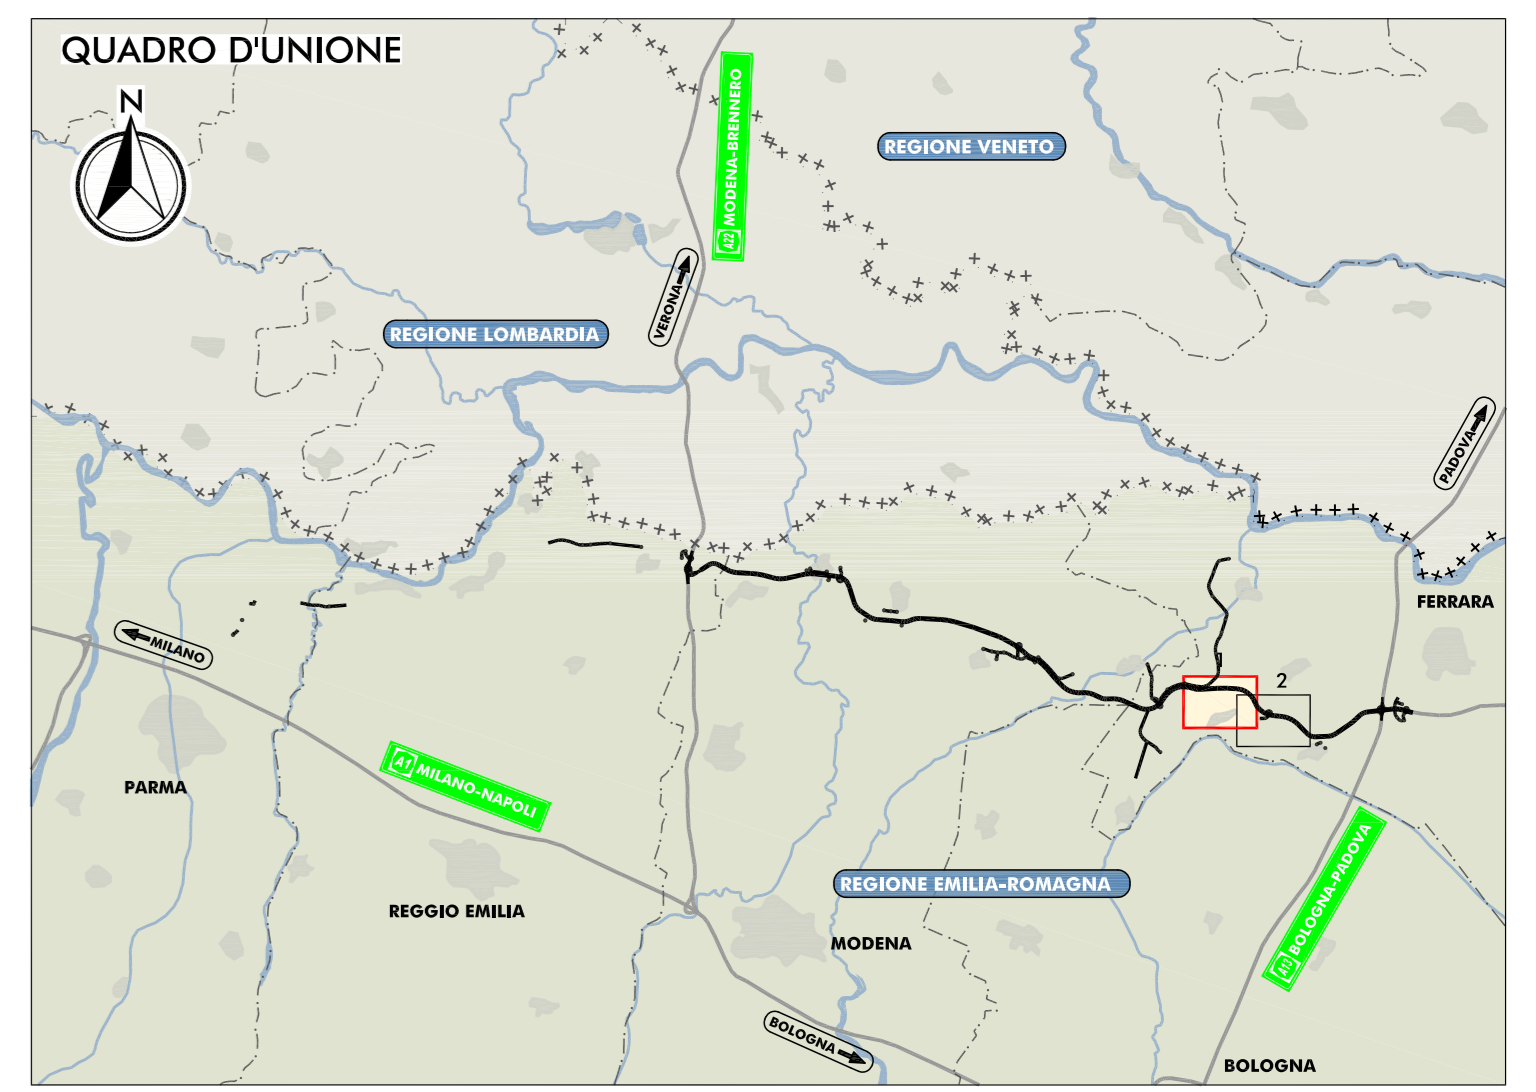 QUADRO D'UNIONE
N
A22 MODENA-BRENNERO
REGIONE VENETO
VERONA
REGIONE LOMBARDIA
PADOVA
FERRARA
MILANO
1
2
A1 MILANO-NAPOLI
PARMA
REGIONE EMILIA-ROMAGNA
A13 BOLOGNA-PADOVA
REGGIO EMILIA
MODENA
BOLOGNA
BOLOGNA